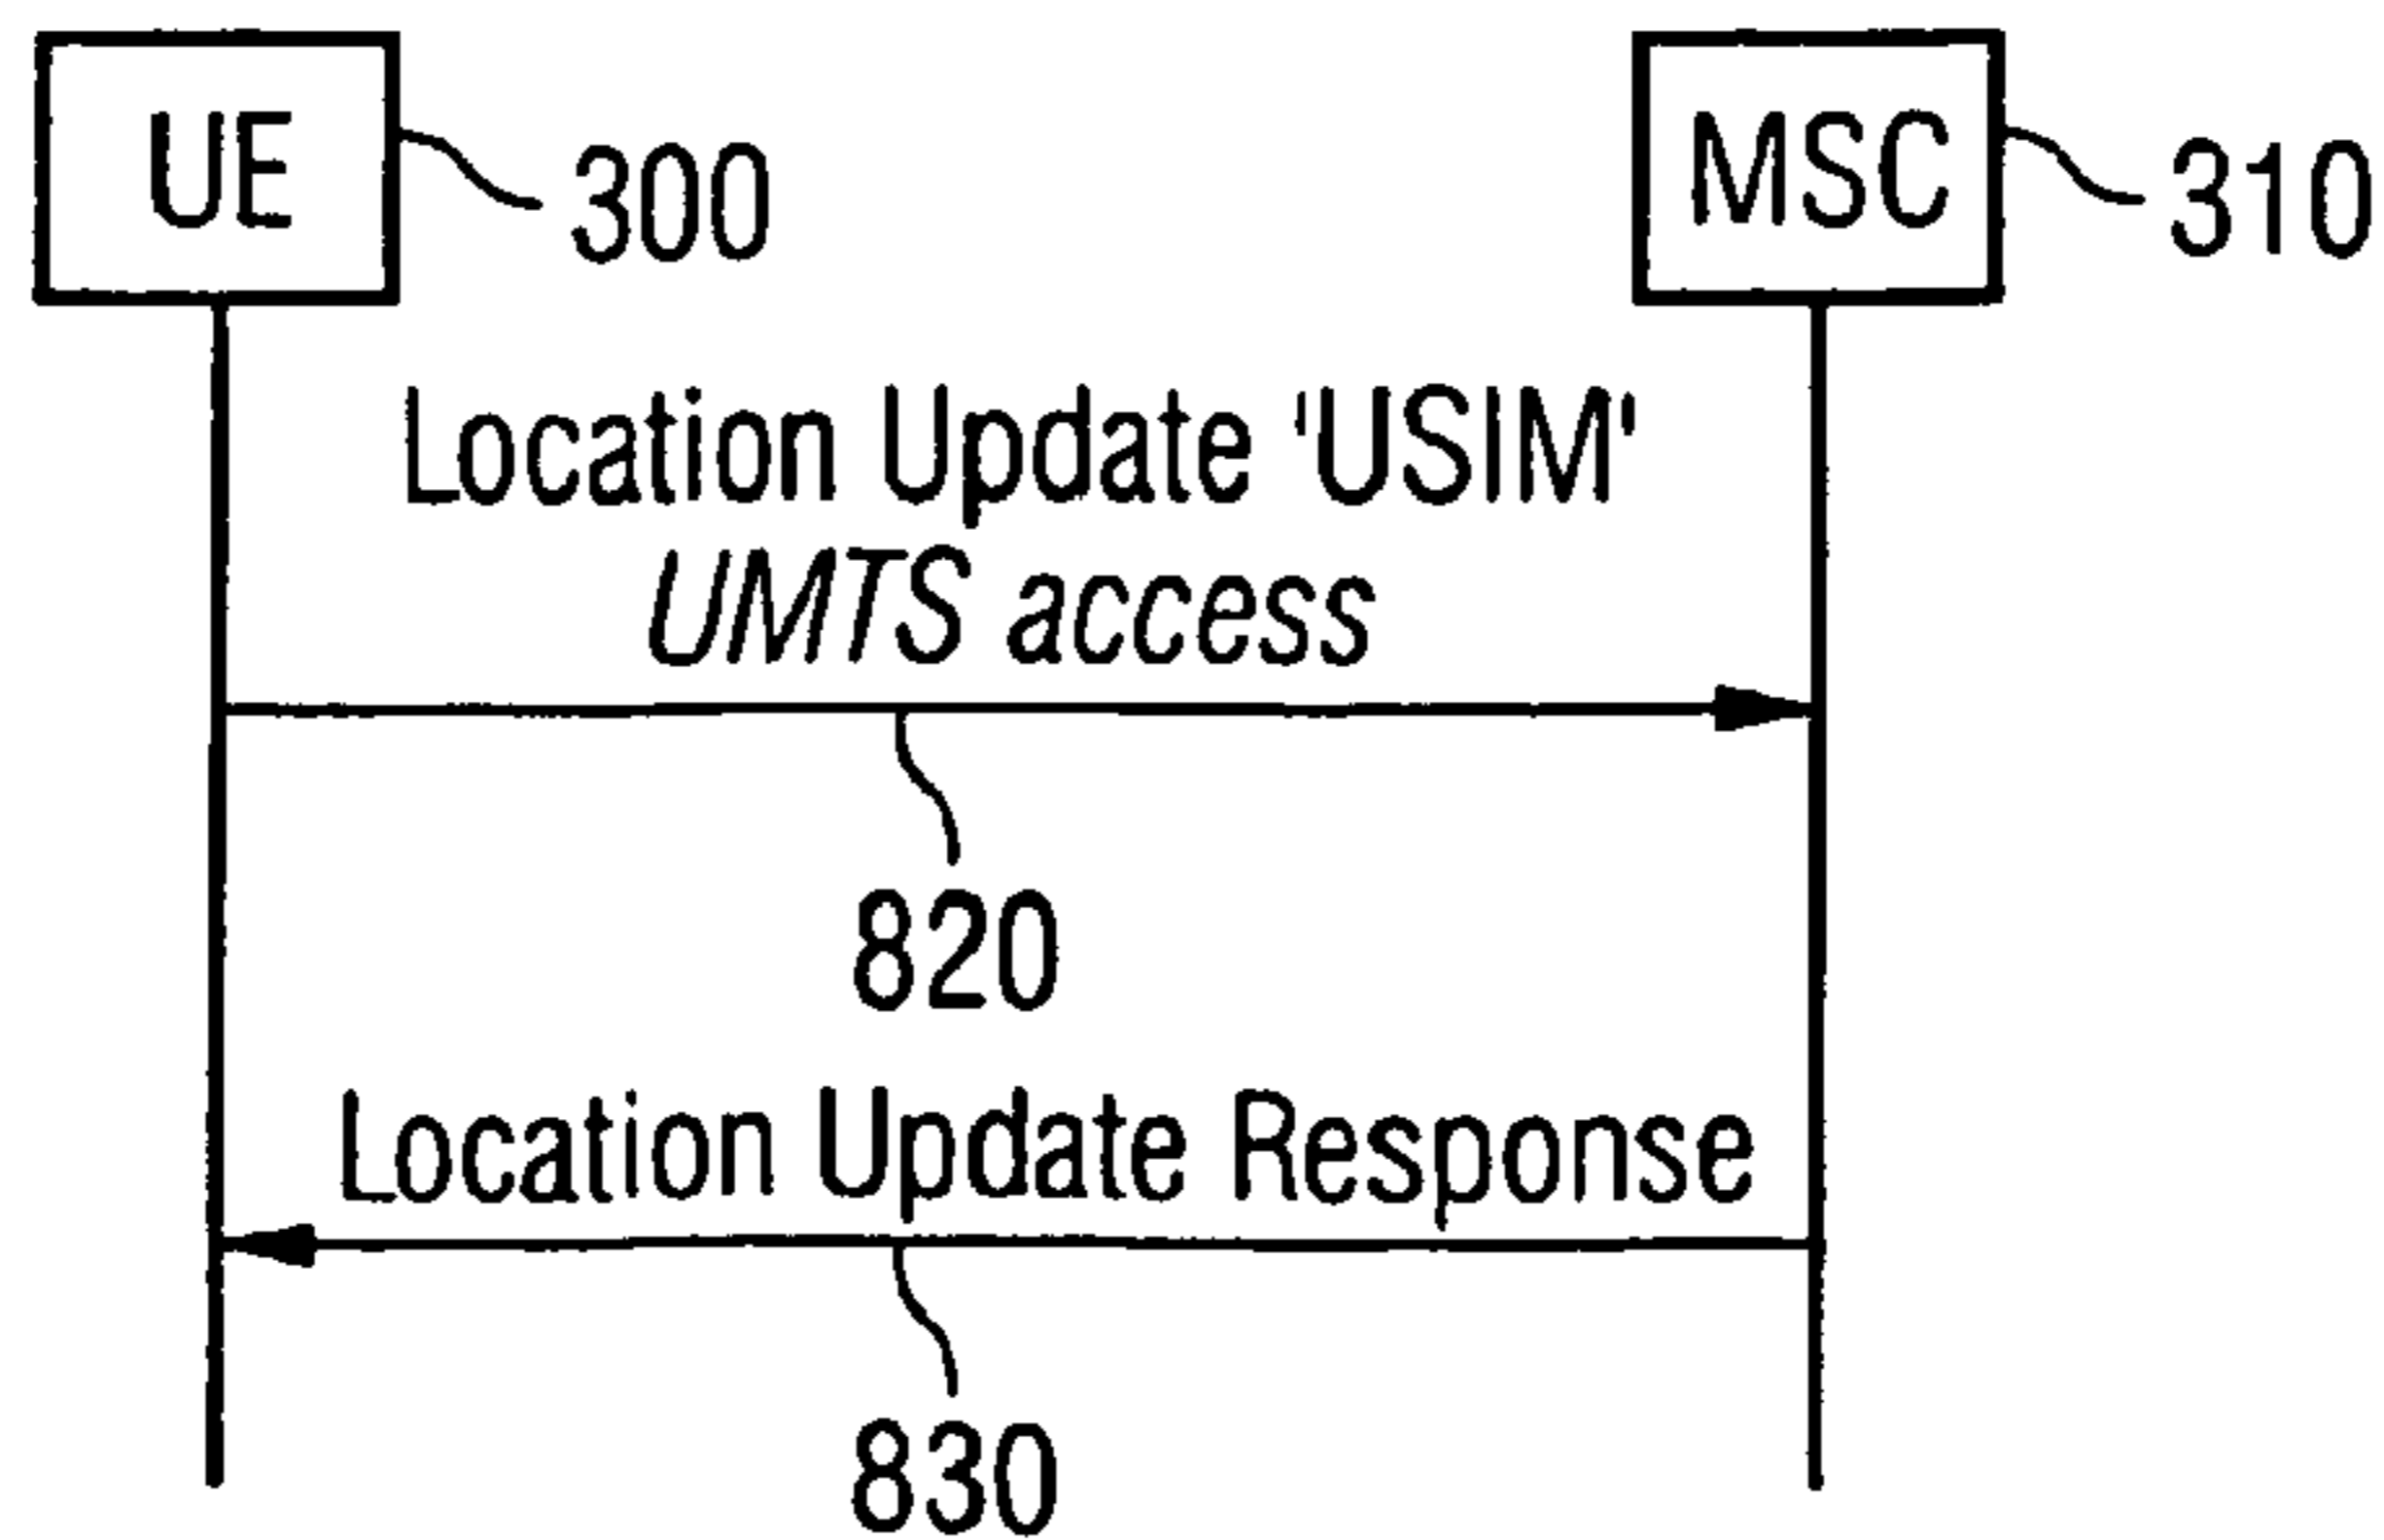 UE
300
MSC
310
Location Update 'USIM'
UMTS access
820
Location Update Response
830